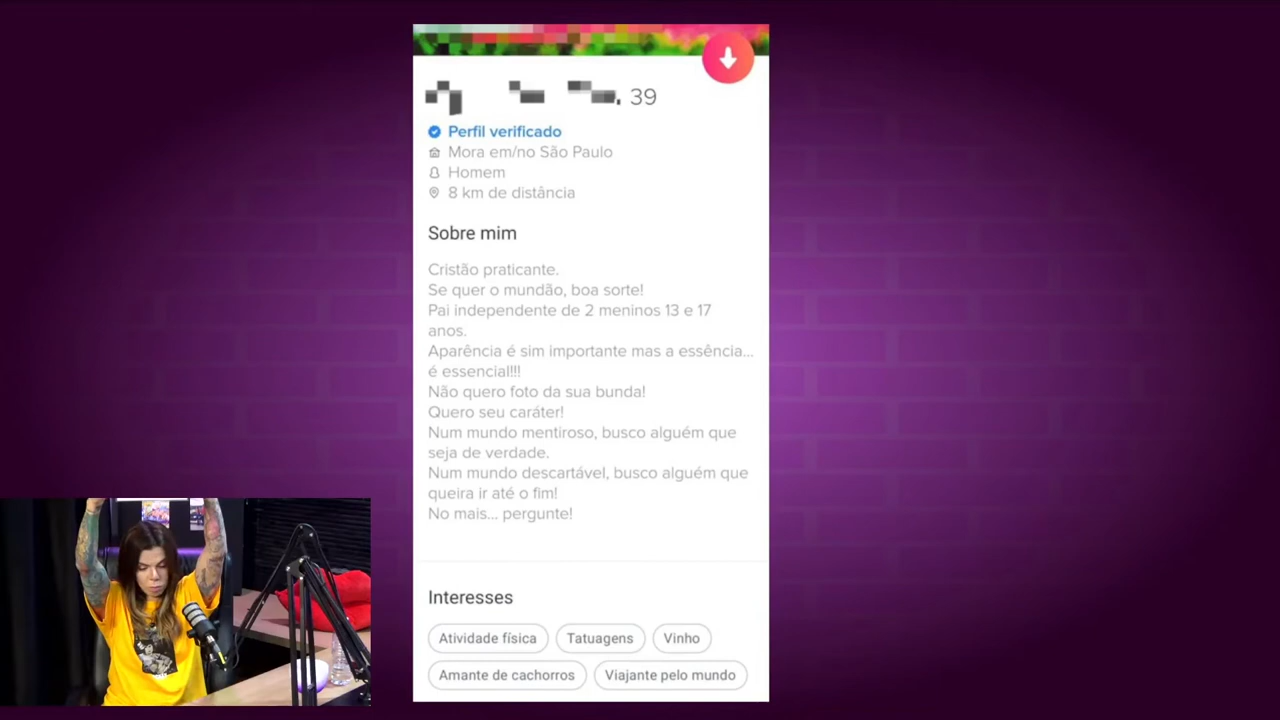 39
Perfil verificado
Mora em/no São Paulo
Homem
8 km de distância
Sobre mim
Cristão praticante.
Se quer o mundão, boa sorte!
Pai independente de 2 meninos 13 e 17
anos.
Aparência é sim importante mas a essência...
é essencial!!!
Não quero foto da sua bunda!
Quero seu caráter!
Num mundo mentiroso, busco alguém que
seja de verdade.
Num mundo descartável, busco alguém que
queira ir até o fim!
No mais... pergunte!
Interesses
Atividade física
Tatuagens
Vinho
Amante de cachorros
Viajante pelo mundo